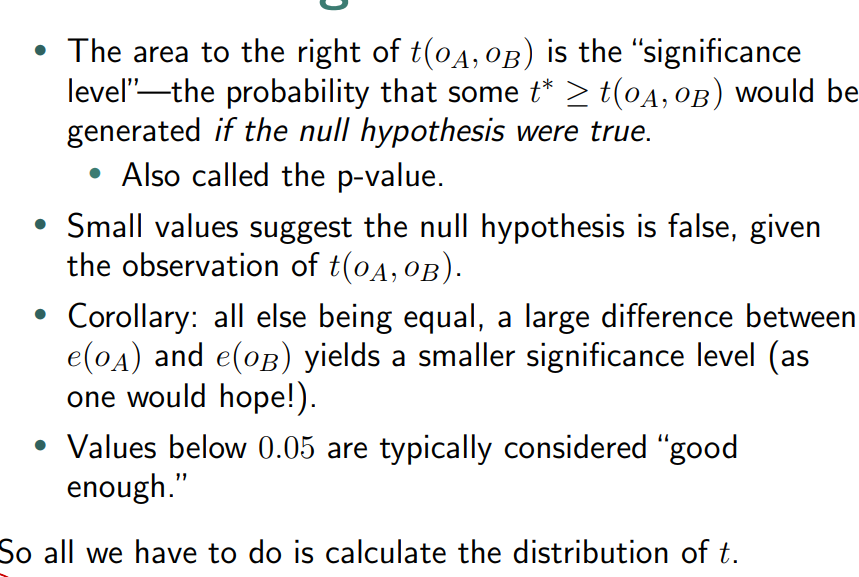 • The area to the right of t(o_A, o_B) is the “significance
level”—the probability that some t* ≥ t(o_A, o_B) would be
generated if the null hypothesis were true.
• Also called the p-value.
• Small values suggest the null hypothesis is false, given
the observation of t(o_A, o_B).
• Corollary: all else being equal, a large difference between
e(o_A) and e(o_B) yields a smaller significance level (as
one would hope!).
• Values below 0.05 are typically considered “good
enough.”
So all we have to do is calculate the distribution of t.